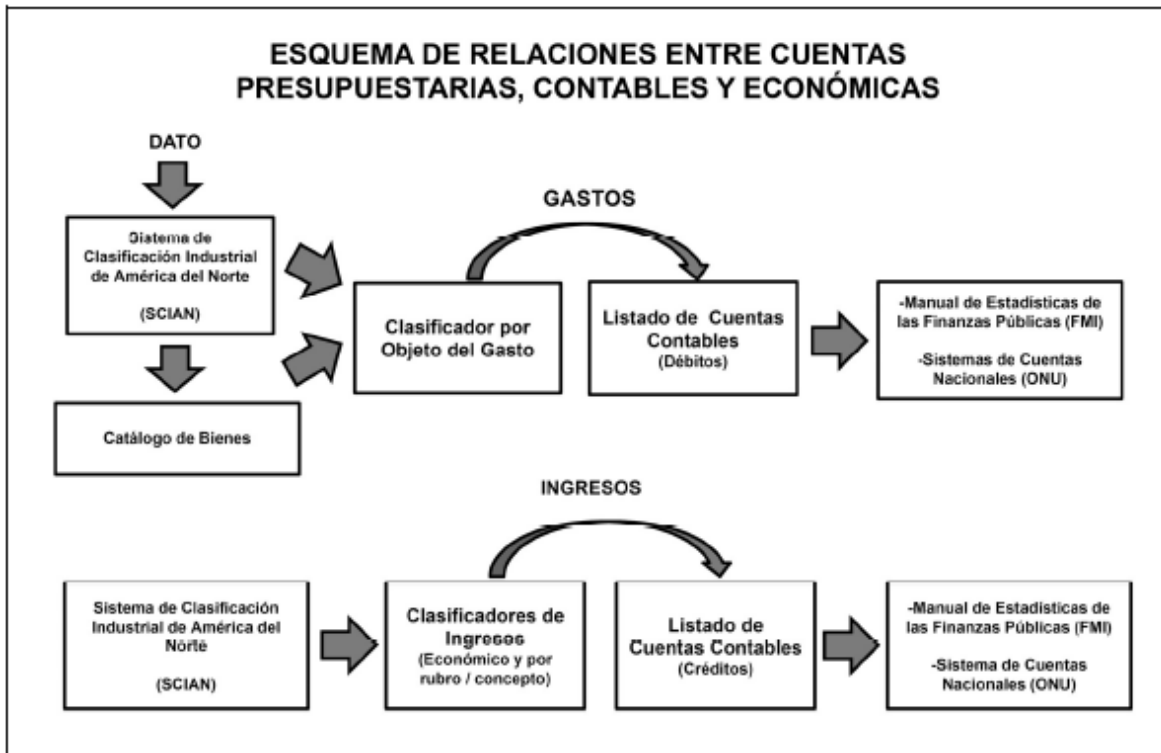 ESQUEMA DE RELACIONES ENTRE CUENTAS
PRESUPUESTARIAS, CONTABLES Y ECONÓMICAS
DATO
GASTOS
Sistema de
Clasificación Industrial
de América del Norte
(SCIAN)
Clasificador por
Objeto del Gasto
Listado de Cuentas
Contables
(Débitos)
-Manual de Estadísticas de
las Finanzas Públicas (FMI)
-Sistemas de Cuentas
Nacionales (ONU)
Catálogo de Bienes
INGRESOS
Sistema de Clasificación
Industrial de América del
Norte
(SCIAN)
Clasificadores de
Ingresos
(Económico y por
rubro / concepto)
Listado de
Cuentas Contables
(Créditos)
-Manual de Estadísticas de
las Finanzas Públicas (FMI)
-Sistema de Cuentas
Nacionales (ONU)